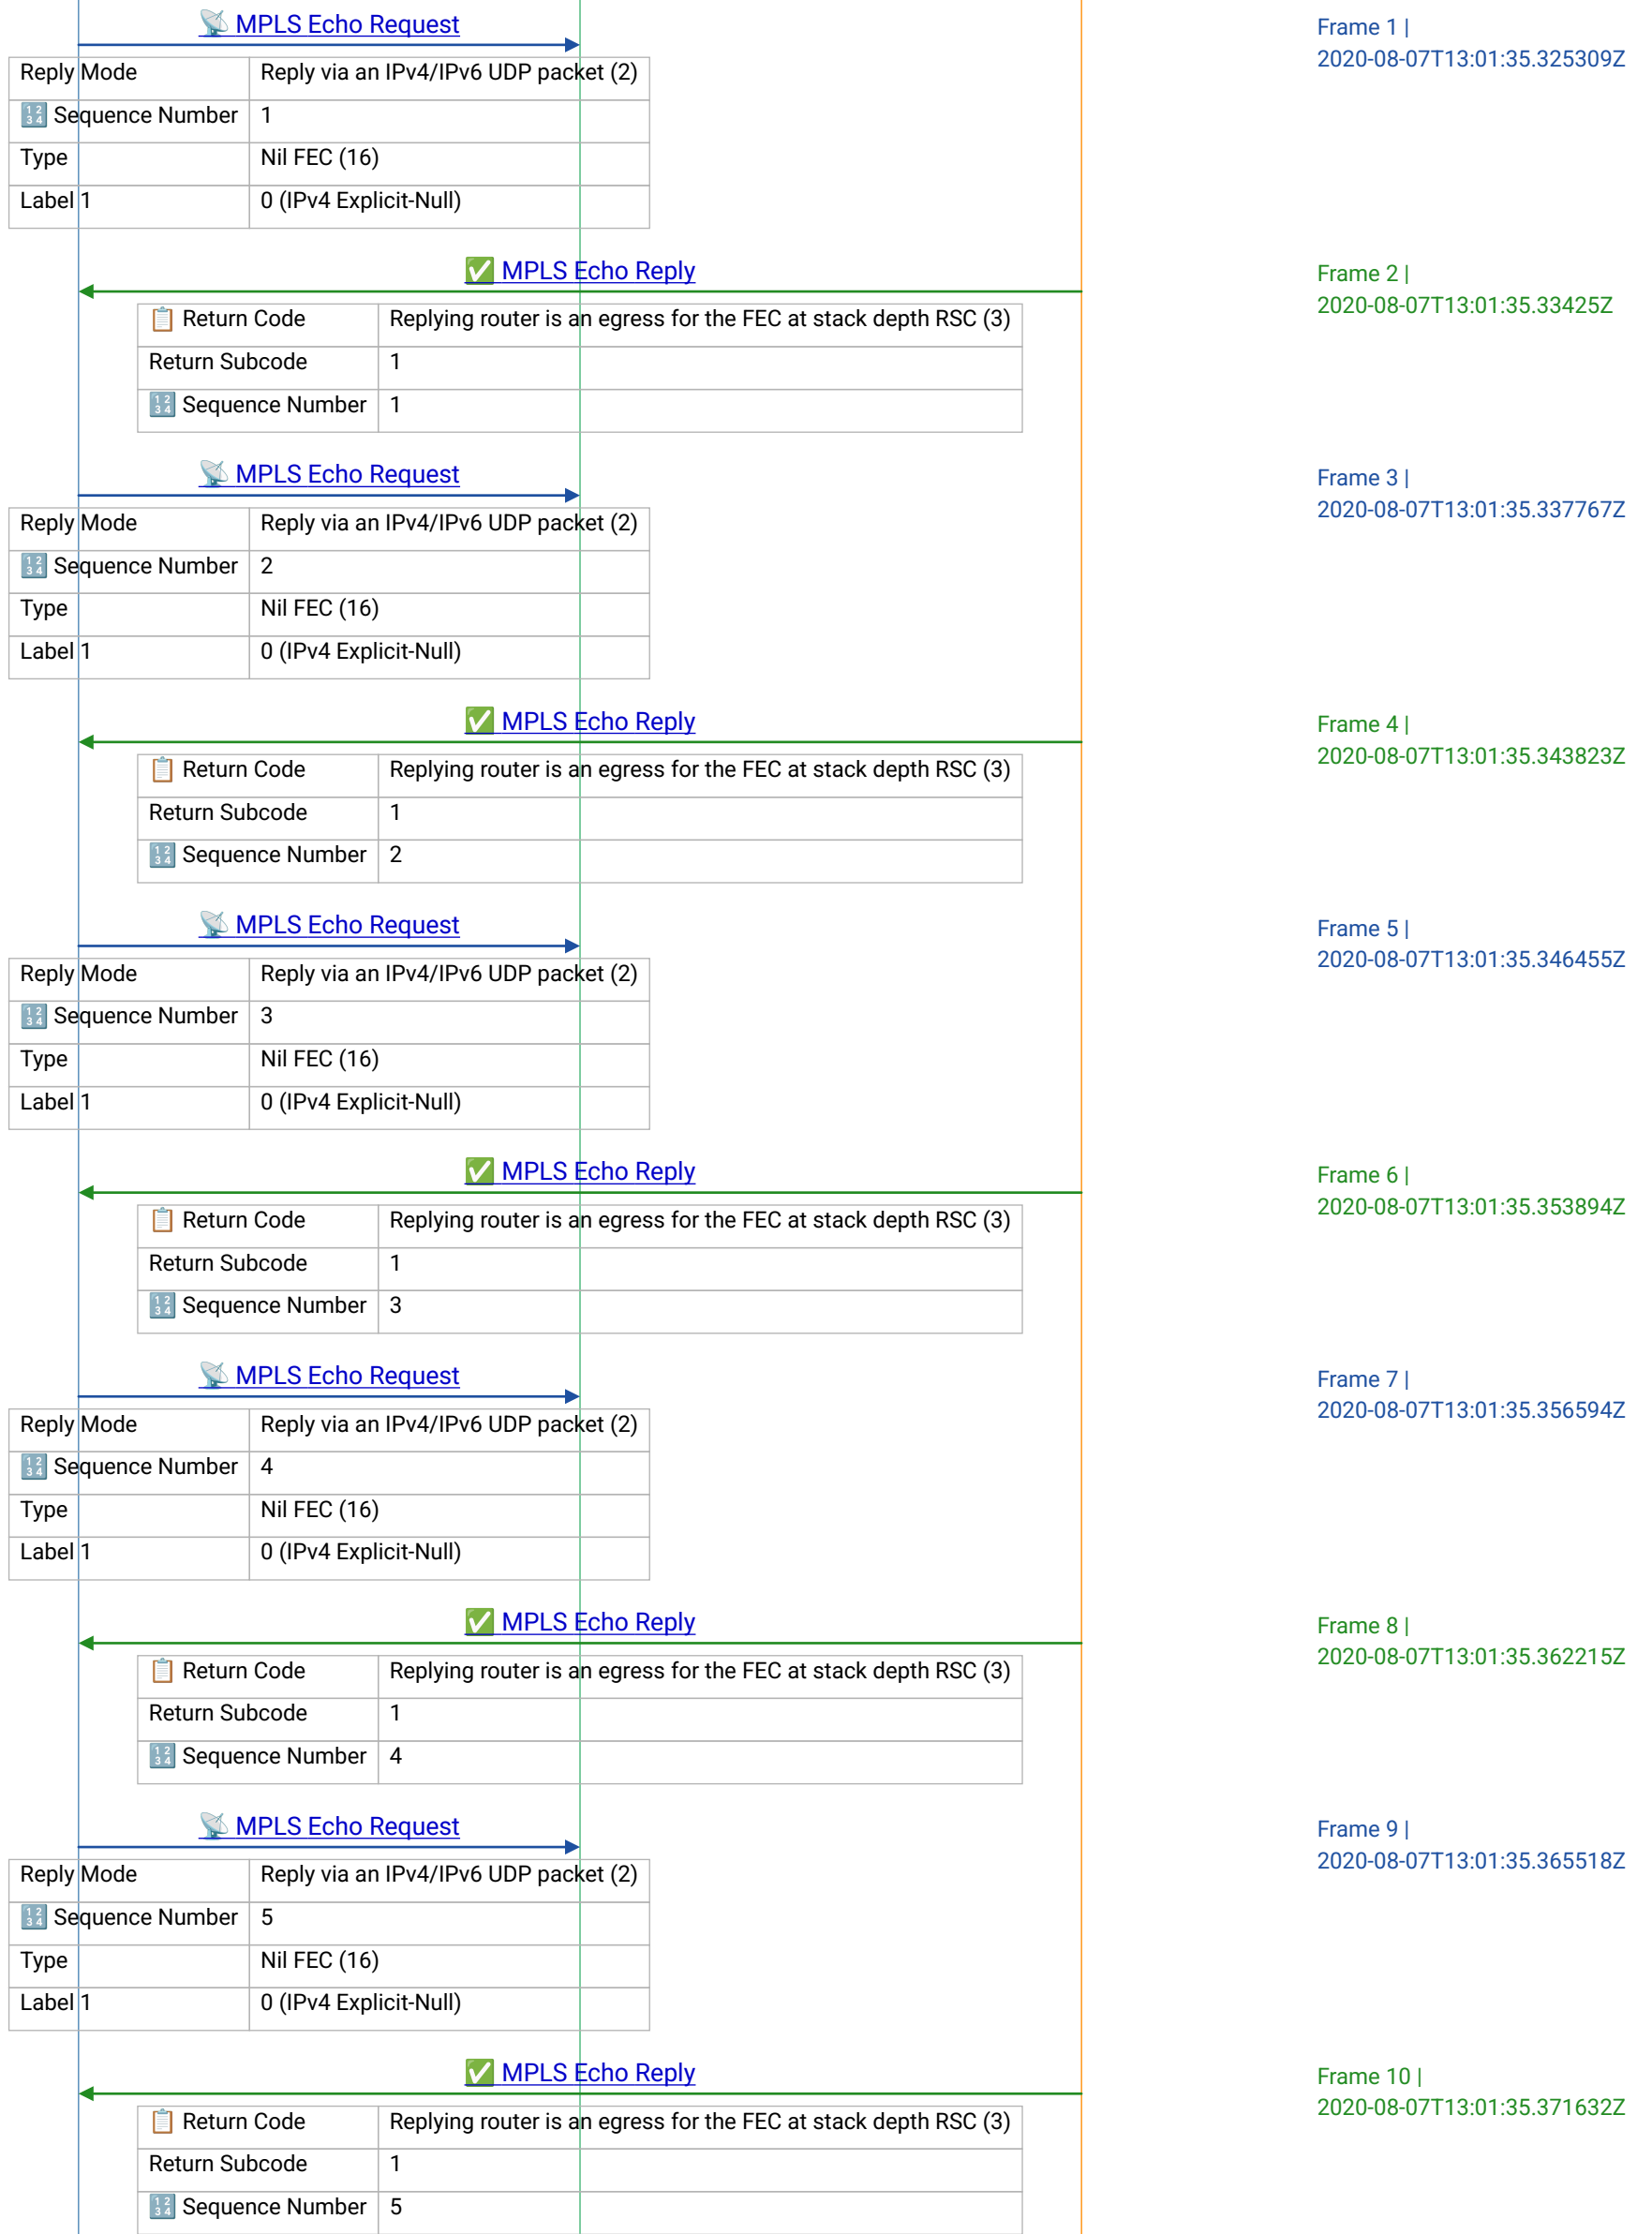 📡 MPLS Echo Request
Frame 1 |
2020-08-07T13:01:35.325309Z
Reply Mode Reply via an IPv4/IPv6 UDP packet (2)
🔢 Sequence Number 1
Type Nil FEC (16)
Label 1 0 (IPv4 Explicit-Null)
✅ MPLS Echo Reply
Frame 2 |
2020-08-07T13:01:35.33425Z
📋 Return Code Replying router is an egress for the FEC at stack depth RSC (3)
Return Subcode 1
🔢 Sequence Number 1
📡 MPLS Echo Request
Frame 3 |
2020-08-07T13:01:35.337767Z
Reply Mode Reply via an IPv4/IPv6 UDP packet (2)
🔢 Sequence Number 2
Type Nil FEC (16)
Label 1 0 (IPv4 Explicit-Null)
✅ MPLS Echo Reply
Frame 4 |
2020-08-07T13:01:35.343823Z
📋 Return Code Replying router is an egress for the FEC at stack depth RSC (3)
Return Subcode 1
🔢 Sequence Number 2
📡 MPLS Echo Request
Frame 5 |
2020-08-07T13:01:35.346455Z
Reply Mode Reply via an IPv4/IPv6 UDP packet (2)
🔢 Sequence Number 3
Type Nil FEC (16)
Label 1 0 (IPv4 Explicit-Null)
✅ MPLS Echo Reply
Frame 6 |
2020-08-07T13:01:35.353894Z
📋 Return Code Replying router is an egress for the FEC at stack depth RSC (3)
Return Subcode 1
🔢 Sequence Number 3
📡 MPLS Echo Request
Frame 7 |
2020-08-07T13:01:35.356594Z
Reply Mode Reply via an IPv4/IPv6 UDP packet (2)
🔢 Sequence Number 4
Type Nil FEC (16)
Label 1 0 (IPv4 Explicit-Null)
✅ MPLS Echo Reply
Frame 8 |
2020-08-07T13:01:35.362215Z
📋 Return Code Replying router is an egress for the FEC at stack depth RSC (3)
Return Subcode 1
🔢 Sequence Number 4
📡 MPLS Echo Request
Frame 9 |
2020-08-07T13:01:35.365518Z
Reply Mode Reply via an IPv4/IPv6 UDP packet (2)
🔢 Sequence Number 5
Type Nil FEC (16)
Label 1 0 (IPv4 Explicit-Null)
✅ MPLS Echo Reply
Frame 10 |
2020-08-07T13:01:35.371632Z
📋 Return Code Replying router is an egress for the FEC at stack depth RSC (3)
Return Subcode 1
🔢 Sequence Number 5